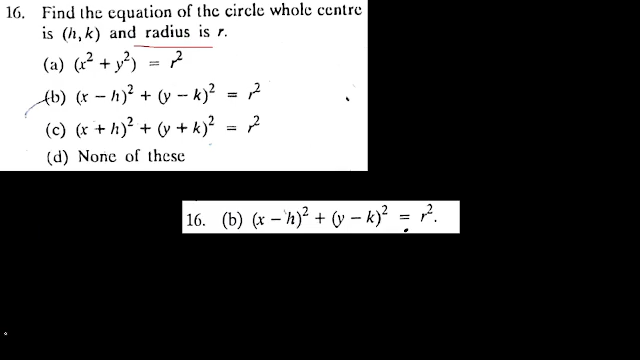 16. Find the equation of the circle whole centre
is (h, k) and radius is r.
(a) (x² + y²) = r²
(b) (x − h)² + (y − k)² = r²
(c) (x + h)² + (y + k)² = r²
(d) None of these
16. (b) (x − h)² + (y − k)² = r².